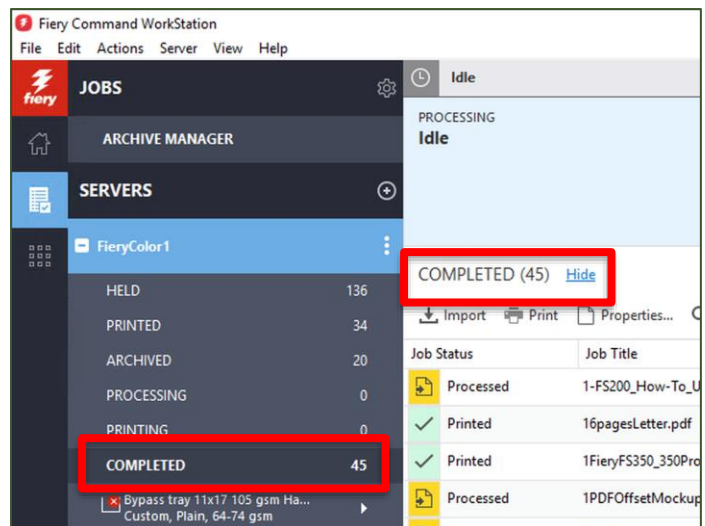 Fiery Command WorkStation
File Edit Actions Server View Help
fiery
JOBS
Idle
ARCHIVE MANAGER
PROCESSING
Idle
SERVERS
FieryColor1
HELD 136
PRINTED 34
ARCHIVED 20
PROCESSING 0
PRINTING 0
COMPLETED 45
Bypass tray 11x17 105 gsm Ha...
Custom, Plain, 64-74 gsm
COMPLETED (45) Hide
Import Print Properties...
Job Status Job Title
Processed 1-FS200_How-To_U
Printed 16pagesLetter.pdf
Printed 1FieryFS350_350Pro
Processed 1PDFOffsetMockup